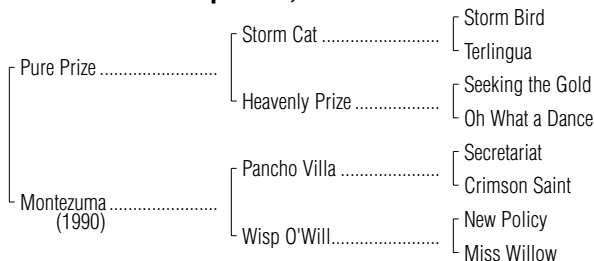 Storm Bird
Storm Cat
Terlingua
Pure Prize
Seeking the Gold
Heavenly Prize
Oh What a Dance
Secretariat
Pancho Villa
Crimson Saint
Montezuma
(1990)
New Policy
Wisp O'Will
Miss Willow